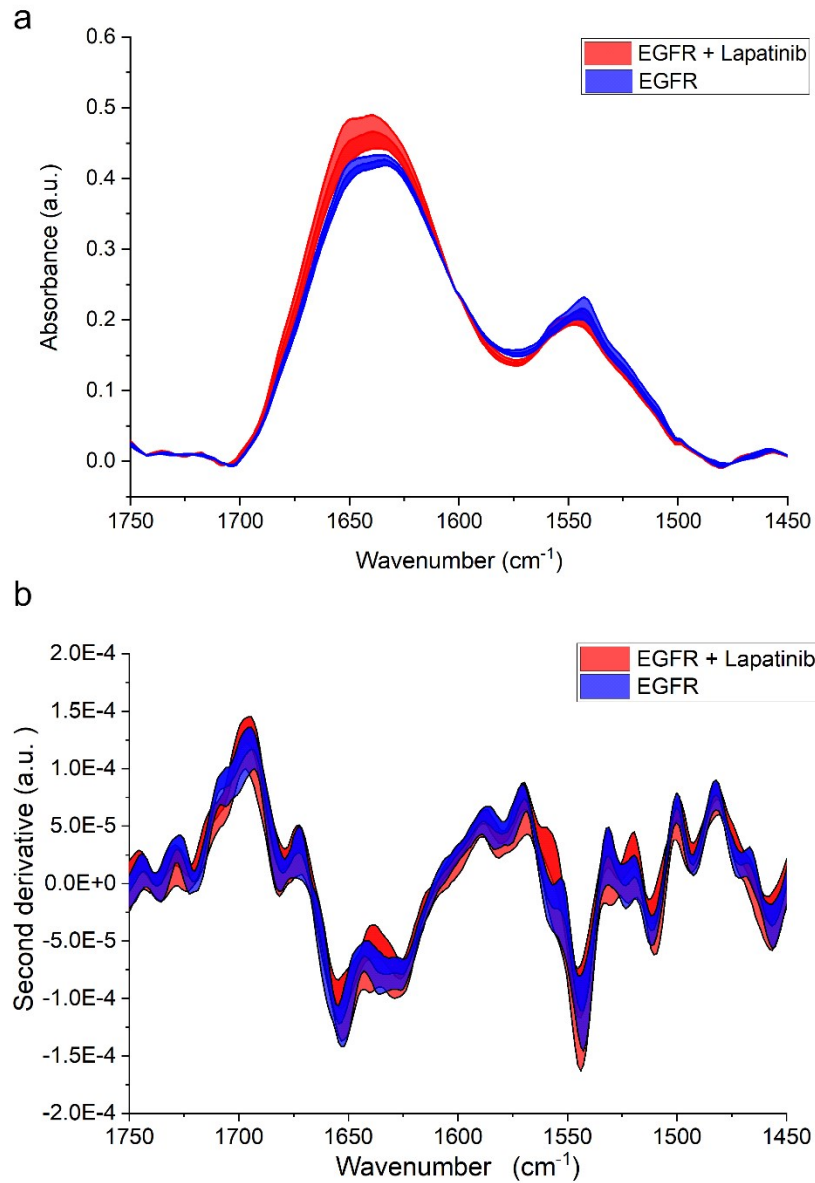 a
0.6
0.5
0.4
0.3
0.2
0.1
0.0
Absorbance (a.u.)
EGFR + Lapatinib
EGFR
1750 1700 1650 1600 1550 1500 1450
Wavenumber (cm⁻¹)
b
2.0E-4
1.5E-4
1.0E-4
5.0E-5
0.0E+0
-5.0E-5
-1.0E-4
-1.5E-4
-2.0E-4
Second derivative (a.u.)
EGFR + Lapatinib
EGFR
1750 1700 1650 1600 1550 1500 1450
Wavenumber (cm⁻¹)